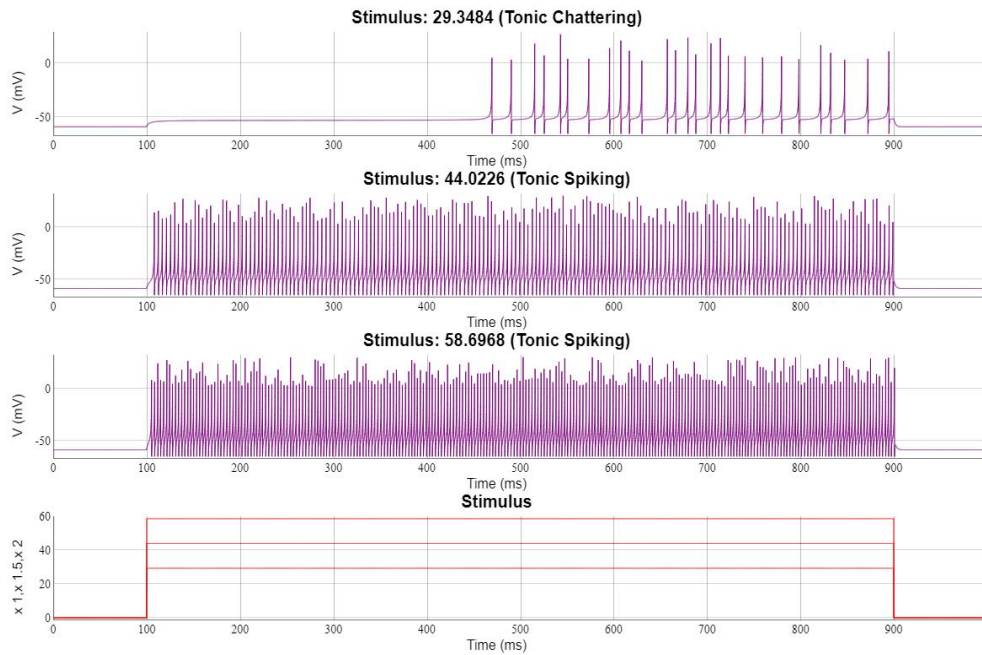 Stimulus: 29.3484 (Tonic Chattering)
V (mV)
0
-50
0 100 200 300 400 500 600 700 800 900
Time (ms)
Stimulus: 44.0226 (Tonic Spiking)
V (mV)
0
-50
0 100 200 300 400 500 600 700 800 900
Time (ms)
Stimulus: 58.6968 (Tonic Spiking)
V (mV)
0
-50
0 100 200 300 400 500 600 700 800 900
Time (ms)
Stimulus
x 1,x 1.5,x 2
60
40
20
0
0 100 200 300 400 500 600 700 800 900
Time (ms)